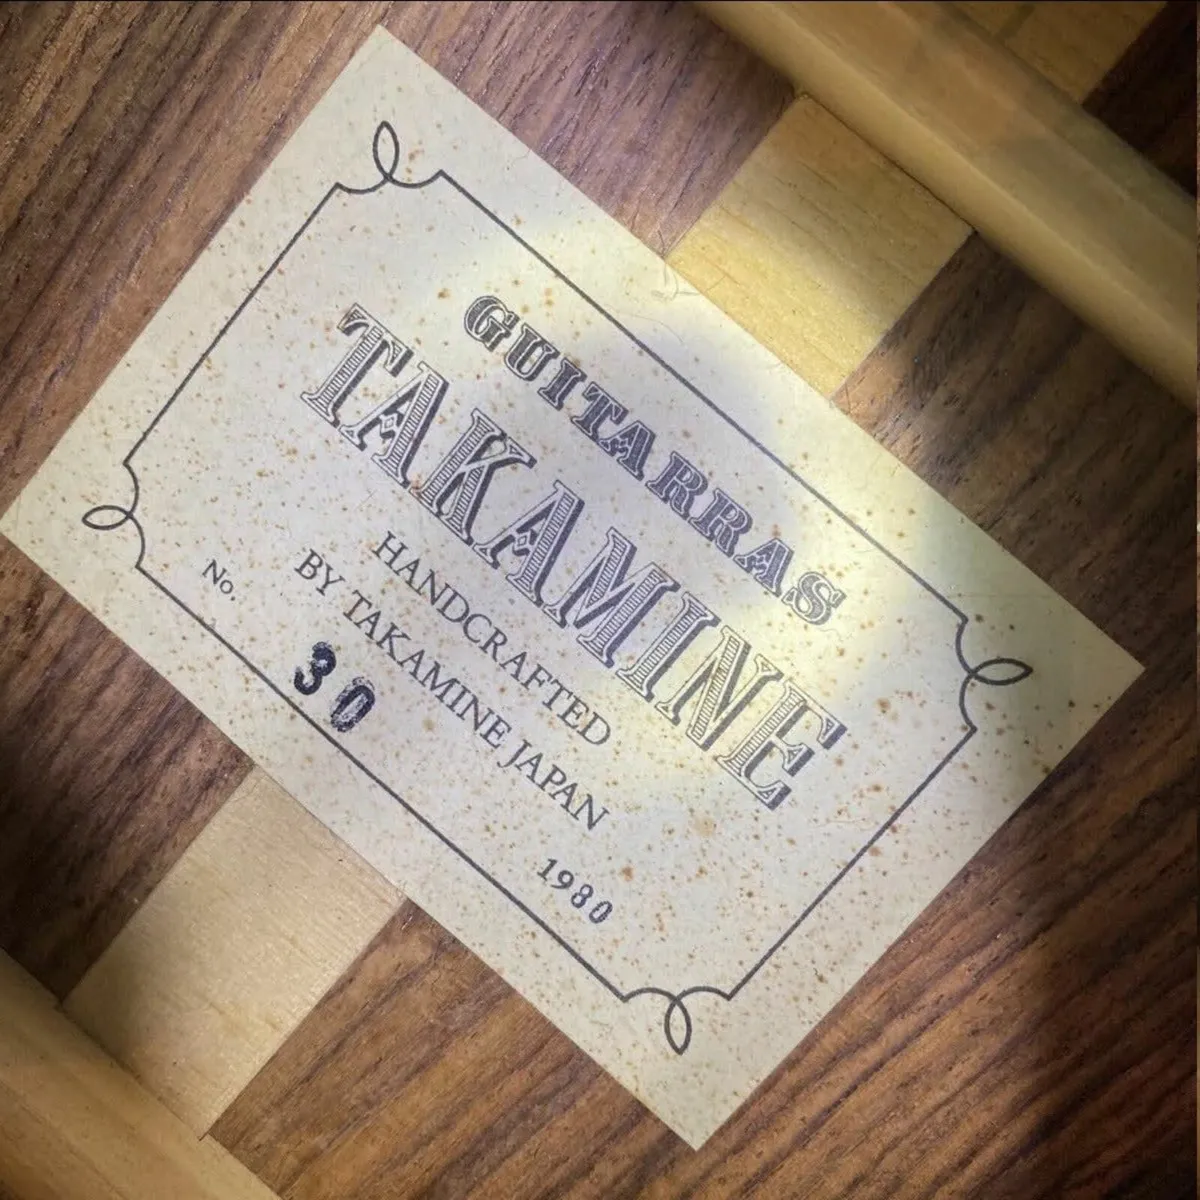 GUITARRAS
TAKAMINE
HANDCRAFTED
BY TAKAMINE JAPAN
No. 30
1980